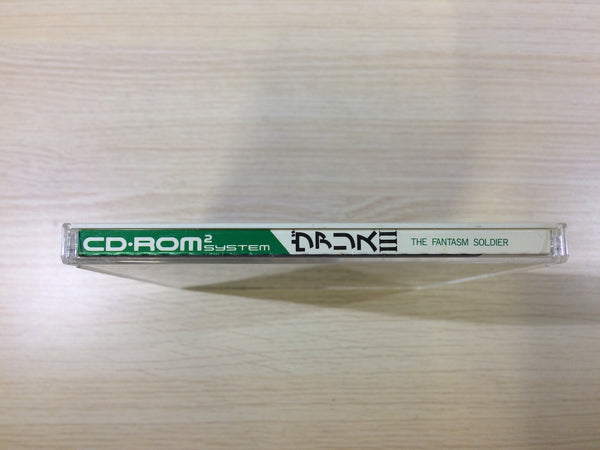 CD·ROM² SYSTEM ヴァリスIII THE FANTASM SOLDIER